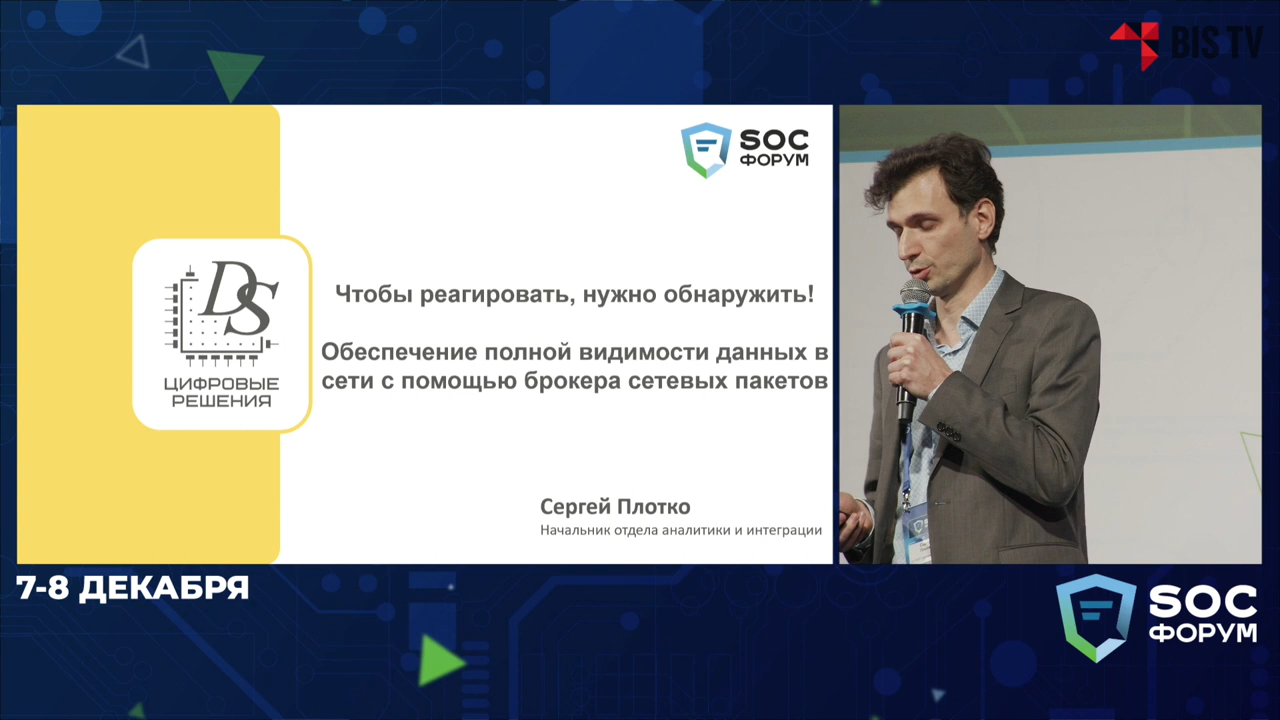 BIS TV
SOC
ФОРУМ
DS
ЦИФРОВЫЕ
РЕШЕНИЯ
Чтобы реагировать, нужно обнаружить!
Обеспечение полной видимости данных в
сети с помощью брокера сетевых пакетов
Сергей Плотко
Начальник отдела аналитики и интеграции
7-8 ДЕКАБРЯ
SOC
ФОРУМ